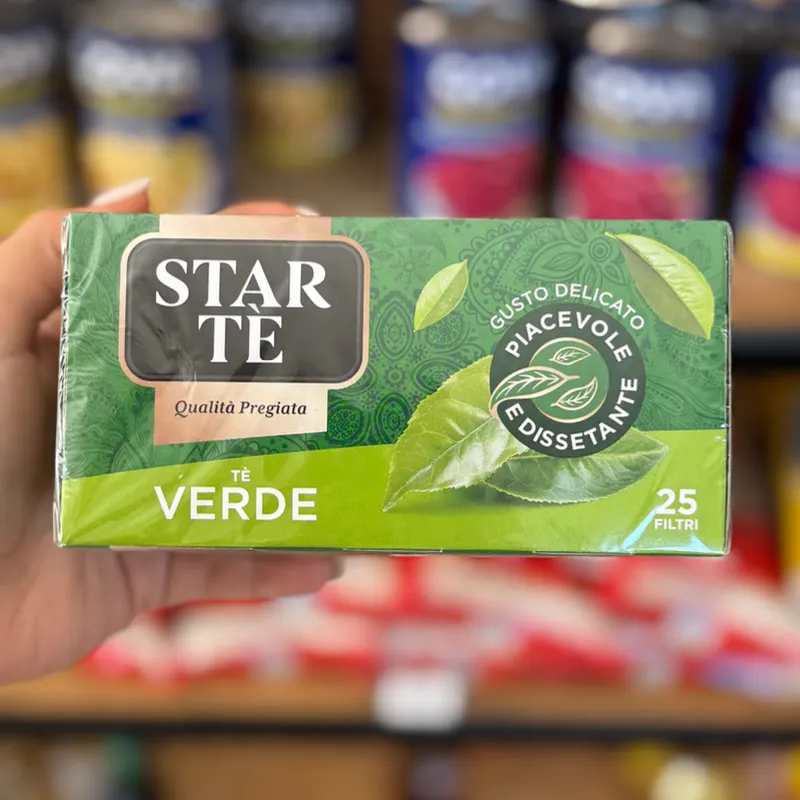 STAR
TÈ
Qualità Pregiata
TÈ
VERDE
GUSTO DELICATO
PIACEVOLE
E DISSETANTE
25
FILTRI